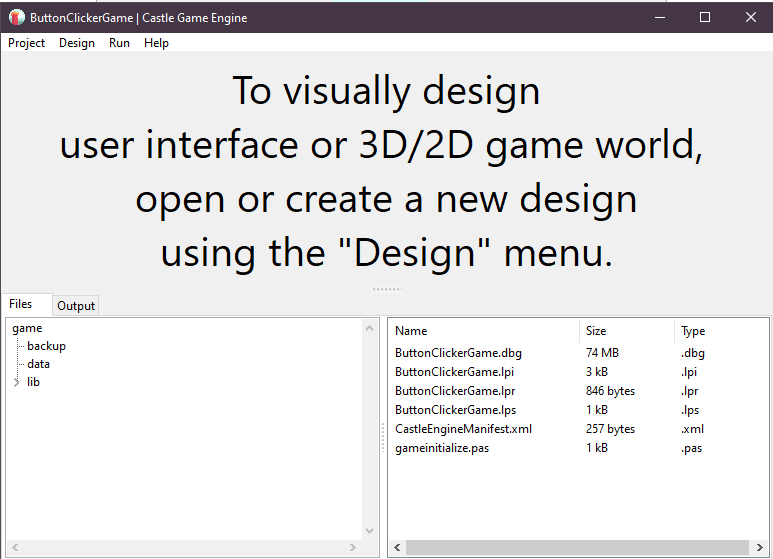 ButtonClickerGame | Castle Game Engine
Project Design Run Help
To visually design
user interface or 3D/2D game world,
open or create a new design
using the "Design" menu.
Files Output
game
backup
data
lib
Name Size Type
ButtonClickerGame.dbg 74 MB .dbg
ButtonClickerGame.lpi 3 kB .lpi
ButtonClickerGame.lpr 846 bytes .lpr
ButtonClickerGame.lps 1 kB .lps
CastleEngineManifest.xml 257 bytes .xml
gameinitialize.pas 1 kB .pas